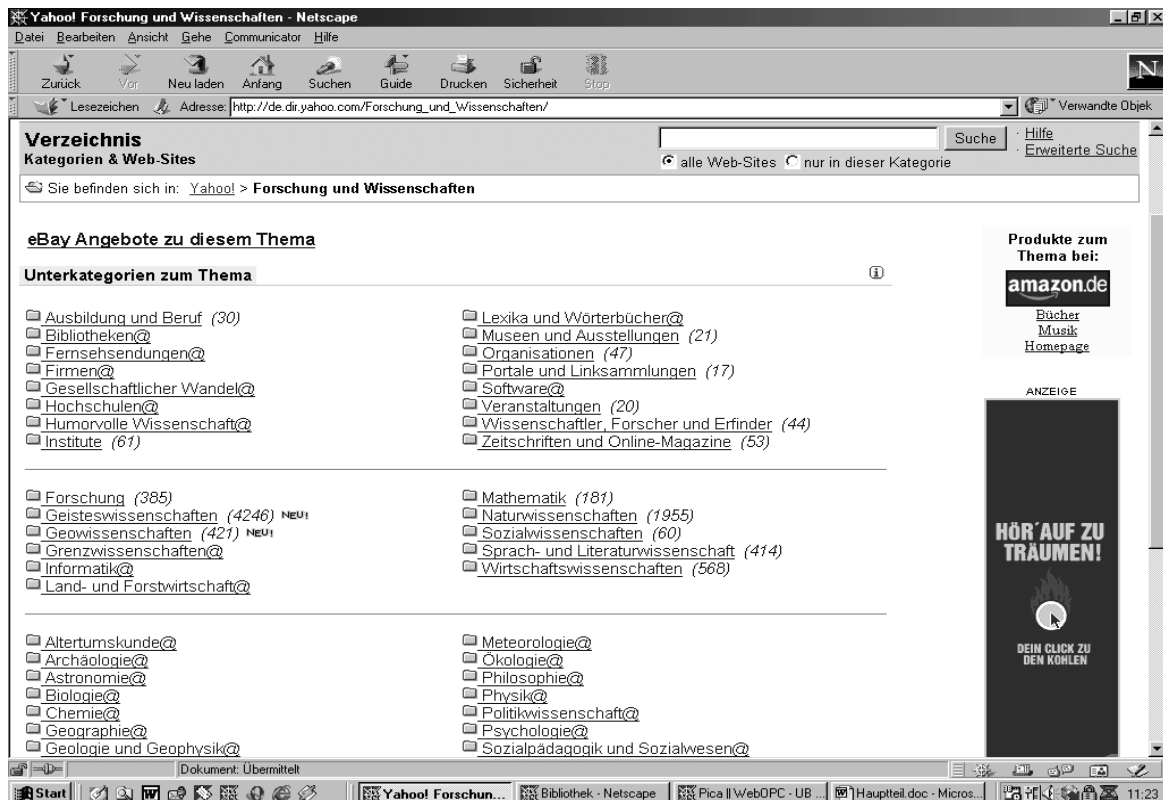 Yahoo! Forschung und Wissenschaften - Netscape
Datei Bearbeiten Ansicht Gehe Communicator Hilfe
Zurück Vor Neu laden Anfang Suchen Guide Drucken Sicherheit Stop
N
Lesezeichen Adresse: http://de.dir.yahoo.com/Forschung_und_Wissenschaften/ Verwandte Objek
Verzeichnis
Kategorien & Web-Sites
Suche
· Hilfe
· Erweiterte Suche
alle Web-Sites nur in dieser Kategorie
Sie befinden sich in: Yahoo! > Forschung und Wissenschaften
eBay Angebote zu diesem Thema
Unterkategorien zum Thema
Ausbildung und Beruf (30)
Bibliotheken@
Fernsehsendungen@
Firmen@
Gesellschaftlicher Wandel@
Hochschulen@
Humorvolle Wissenschaft@
Institute (61)
Lexika und Wörterbücher@
Museen und Ausstellungen (21)
Organisationen (47)
Portale und Linksammlungen (17)
Software@
Veranstaltungen (20)
Wissenschaftler, Forscher und Erfinder (44)
Zeitschriften und Online-Magazine (53)
Forschung (385)
Geisteswissenschaften (4246) NEU!
Geowissenschaften (421) NEU!
Grenzwissenschaften@
Informatik@
Land- und Forstwirtschaft@
Mathematik (181)
Naturwissenschaften (1955)
Sozialwissenschaften (60)
Sprach- und Literaturwissenschaft (414)
Wirtschaftswissenschaften (568)
Altertumskunde@
Archäologie@
Astronomie@
Biologie@
Chemie@
Geographie@
Geologie und Geophysik@
Meteorologie@
Ökologie@
Philosophie@
Physik@
Politikwissenschaft@
Psychologie@
Sozialpädagogik und Sozialwesen@
Produkte zum
Thema bei:
amazon.de
Bücher
Musik
Homepage
ANZEIGE
HÖR´AUF ZU
TRÄUMEN!
DEIN CLICK ZU
DEN KOHLEN
Dokument: Übermittelt
Start Yahoo! Forschun... Bibliothek - Netscape Pica || WebOPC - UB ... Hauptteil.doc - Micros... 11:23